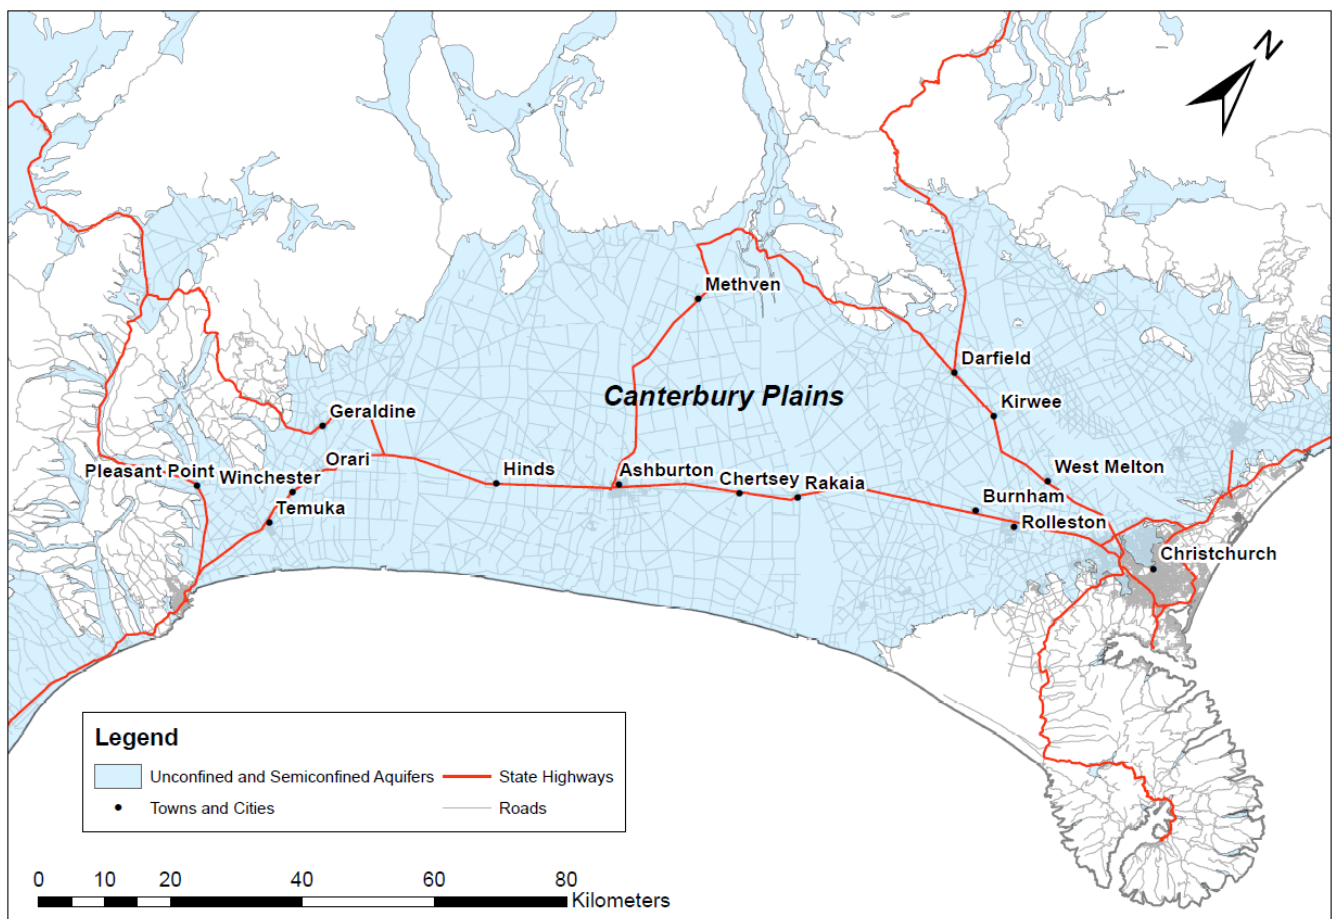 N
Methven
Darfield
Canterbury Plains
Kirwee
Geraldine
Orari
Hinds
Ashburton
West Melton
Pleasant Point
Winchester
Chertsey
Rakaia
Burnham
Temuka
Rolleston
Christchurch
Legend
Unconfined and Semiconfined Aquifers
State Highways
Towns and Cities
Roads
0 10 20 40 60 80
Kilometers